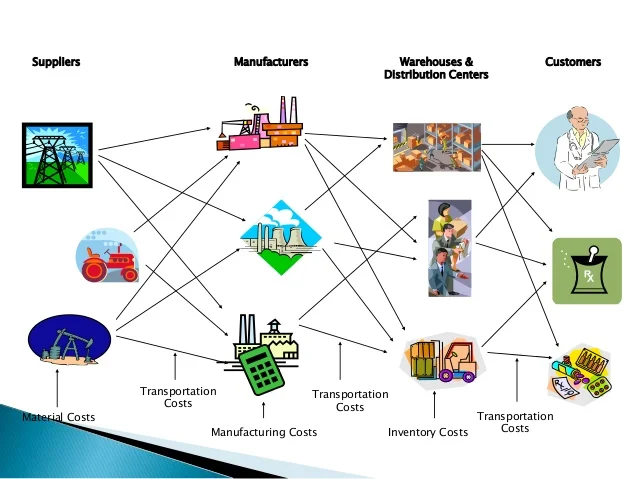 Suppliers
Manufacturers
Warehouses &
Distribution Centers
Customers
RX
Transportation
Costs
Transportation
Costs
Material Costs
Transportation
Costs
Manufacturing Costs
Inventory Costs